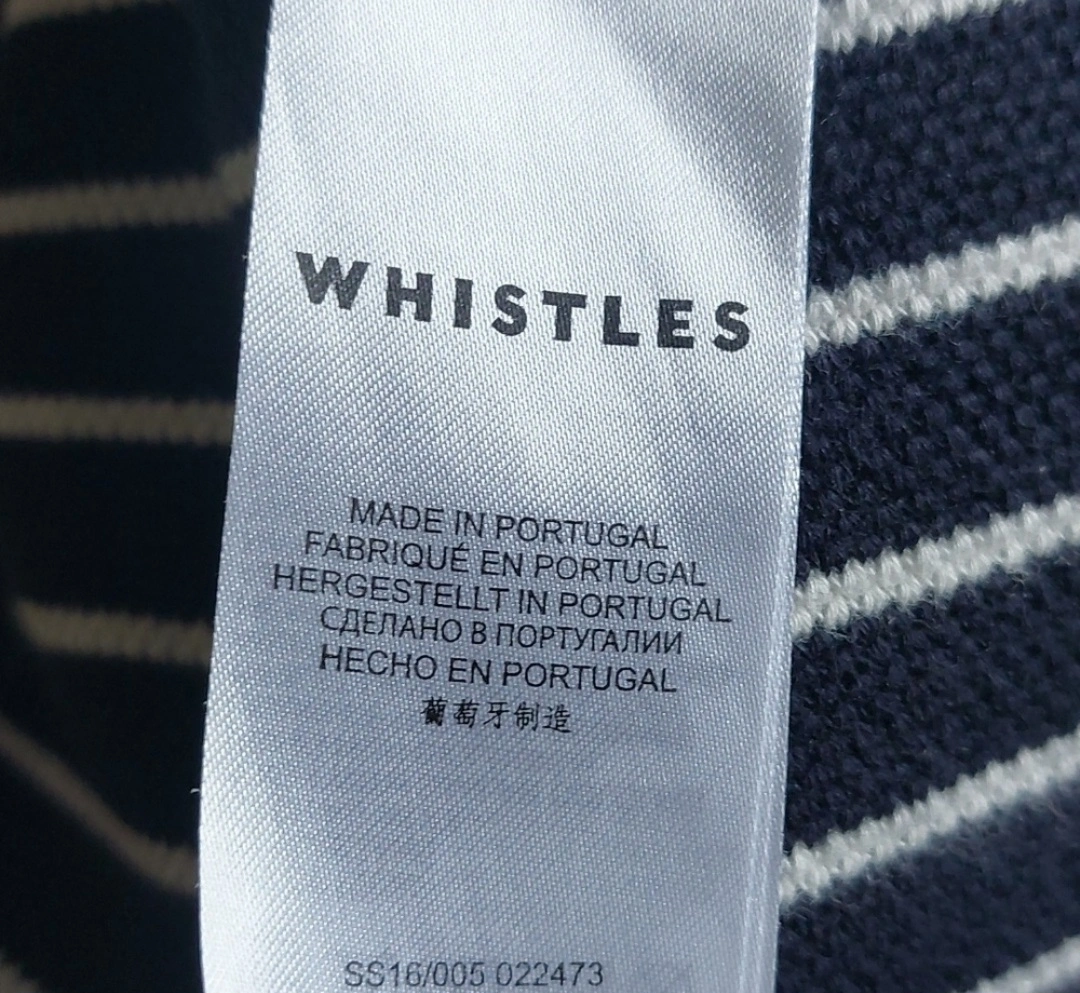 WHISTLES
MADE IN PORTUGAL
FABRIQUÉ EN PORTUGAL
HERGESTELLT IN PORTUGAL
СДЕЛАНО В ПОРТУГАЛИИ
HECHO EN PORTUGAL
葡萄牙制造
SS16/005 022473